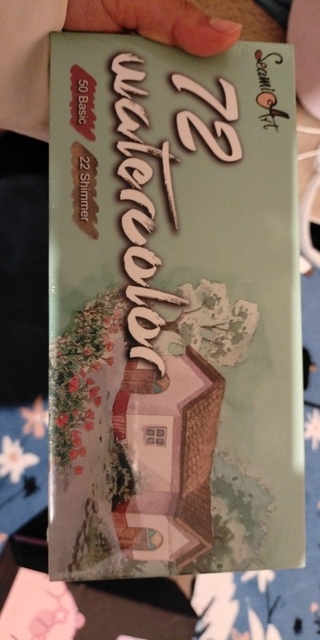 SeamiArt
72
watercolor
50 Basic
22 Shimmer